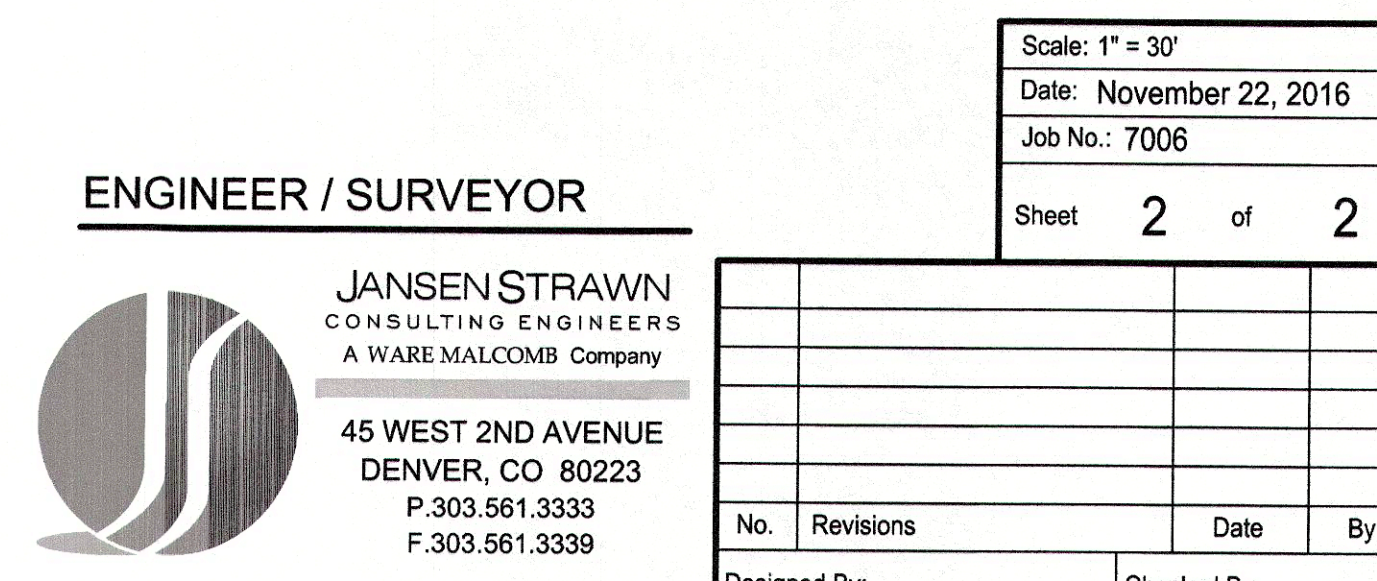 Scale: 1" = 30'
Date: November 22, 2016
Job No.: 7006
Sheet 2 of 2
ENGINEER / SURVEYOR
JANSEN STRAWN
CONSULTING ENGINEERS
A WARE MALCOMB Company
45 WEST 2ND AVENUE
DENVER, CO 80223
P.303.561.3333
F.303.561.3339
No. Revisions Date By
Designed By: